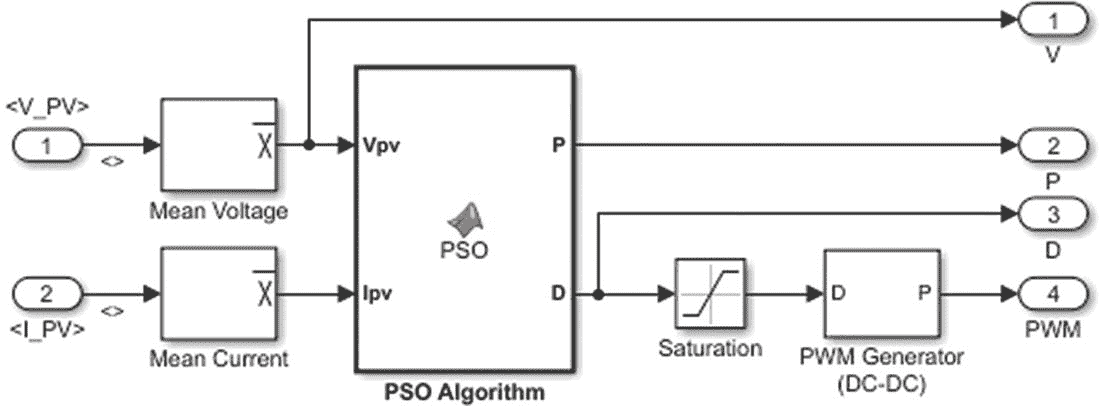 1
V
<V_PV>
1
<>
X
Mean Voltage
Vpv
P
2
P
PSO
3
D
2
<I_PV>
<>
X
Mean Current
Ipv
D
Saturation
D
P
PWM Generator
(DC-DC)
4
PWM
PSO Algorithm